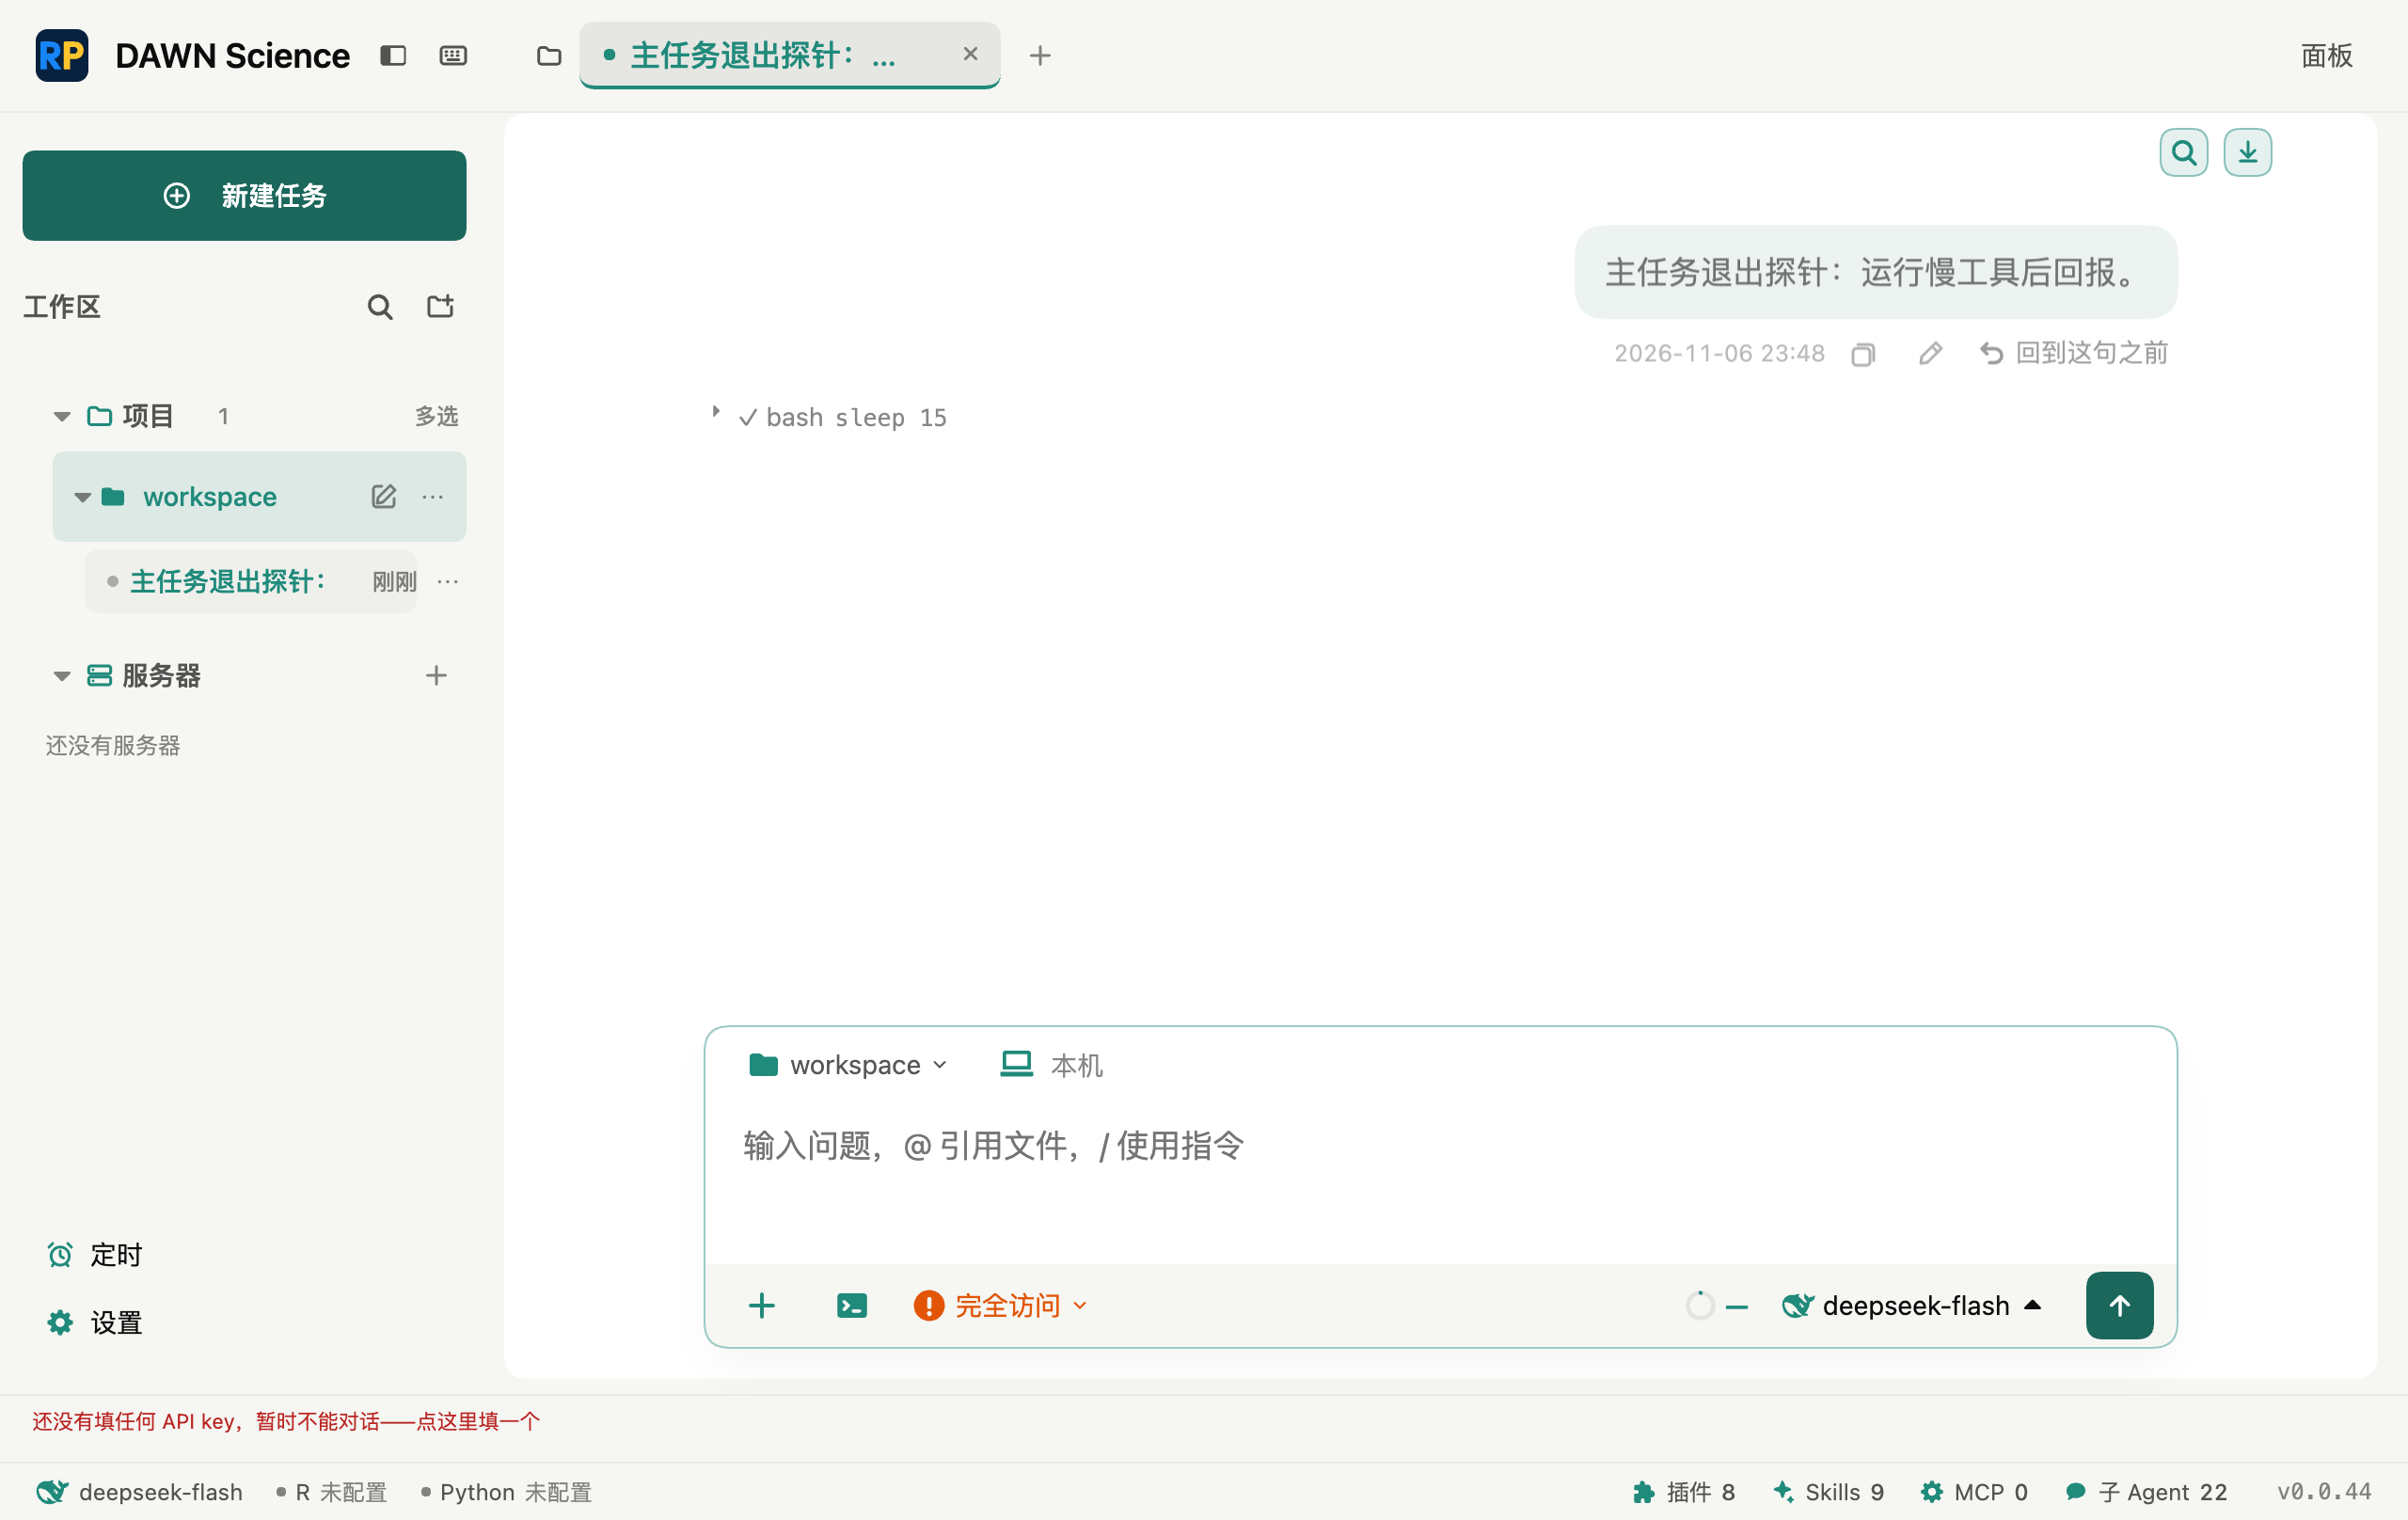 RP DAWN Science
主任务退出探针：...
面板
新建任务
工作区
项目 1 多选
workspace
主任务退出探针： 刚刚
服务器
还没有服务器
定时
设置
主任务退出探针：运行慢工具后回报。
2026-11-06 23:48 回到这句之前
bash sleep 15
workspace 本机
输入问题，@ 引用文件，/ 使用指令
完全访问 deepseek-flash
还没有填任何 API key，暂时不能对话——点这里填一个
deepseek-flash R 未配置 Python 未配置 插件 8 Skills 9 MCP 0 子 Agent 22 v0.0.44